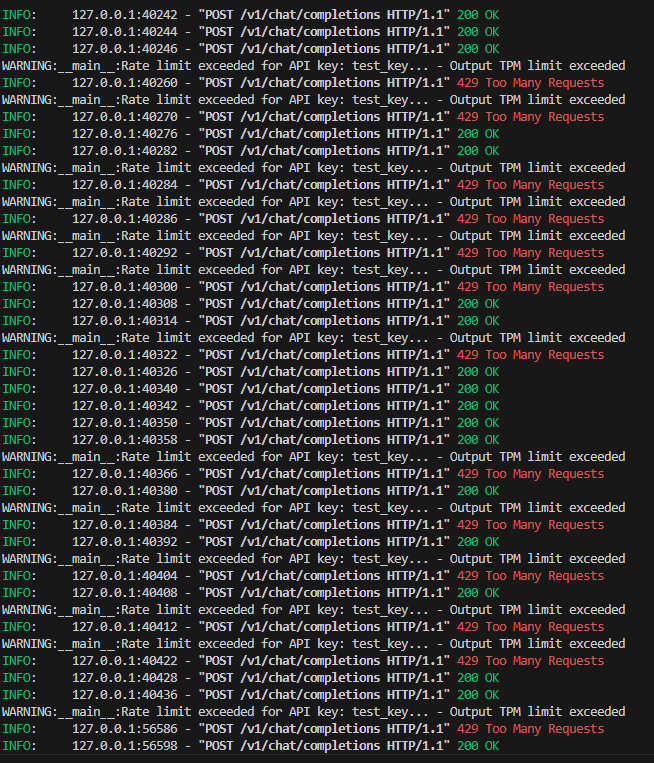 INFO:     127.0.0.1:40242 - "POST /v1/chat/completions HTTP/1.1" 200 OK
INFO:     127.0.0.1:40244 - "POST /v1/chat/completions HTTP/1.1" 200 OK
INFO:     127.0.0.1:40246 - "POST /v1/chat/completions HTTP/1.1" 200 OK
WARNING:__main__:Rate limit exceeded for API key: test_key... - Output TPM limit exceeded
INFO:     127.0.0.1:40260 - "POST /v1/chat/completions HTTP/1.1" 429 Too Many Requests
WARNING:__main__:Rate limit exceeded for API key: test_key... - Output TPM limit exceeded
INFO:     127.0.0.1:40270 - "POST /v1/chat/completions HTTP/1.1" 429 Too Many Requests
INFO:     127.0.0.1:40276 - "POST /v1/chat/completions HTTP/1.1" 200 OK
INFO:     127.0.0.1:40282 - "POST /v1/chat/completions HTTP/1.1" 200 OK
WARNING:__main__:Rate limit exceeded for API key: test_key... - Output TPM limit exceeded
INFO:     127.0.0.1:40284 - "POST /v1/chat/completions HTTP/1.1" 429 Too Many Requests
WARNING:__main__:Rate limit exceeded for API key: test_key... - Output TPM limit exceeded
INFO:     127.0.0.1:40286 - "POST /v1/chat/completions HTTP/1.1" 429 Too Many Requests
WARNING:__main__:Rate limit exceeded for API key: test_key... - Output TPM limit exceeded
INFO:     127.0.0.1:40292 - "POST /v1/chat/completions HTTP/1.1" 429 Too Many Requests
WARNING:__main__:Rate limit exceeded for API key: test_key... - Output TPM limit exceeded
INFO:     127.0.0.1:40300 - "POST /v1/chat/completions HTTP/1.1" 429 Too Many Requests
INFO:     127.0.0.1:40308 - "POST /v1/chat/completions HTTP/1.1" 200 OK
INFO:     127.0.0.1:40314 - "POST /v1/chat/completions HTTP/1.1" 200 OK
WARNING:__main__:Rate limit exceeded for API key: test_key... - Output TPM limit exceeded
INFO:     127.0.0.1:40322 - "POST /v1/chat/completions HTTP/1.1" 429 Too Many Requests
INFO:     127.0.0.1:40326 - "POST /v1/chat/completions HTTP/1.1" 200 OK
INFO:     127.0.0.1:40340 - "POST /v1/chat/completions HTTP/1.1" 200 OK
INFO:     127.0.0.1:40342 - "POST /v1/chat/completions HTTP/1.1" 200 OK
INFO:     127.0.0.1:40350 - "POST /v1/chat/completions HTTP/1.1" 200 OK
INFO:     127.0.0.1:40358 - "POST /v1/chat/completions HTTP/1.1" 200 OK
WARNING:__main__:Rate limit exceeded for API key: test_key... - Output TPM limit exceeded
INFO:     127.0.0.1:40366 - "POST /v1/chat/completions HTTP/1.1" 429 Too Many Requests
INFO:     127.0.0.1:40380 - "POST /v1/chat/completions HTTP/1.1" 200 OK
WARNING:__main__:Rate limit exceeded for API key: test_key... - Output TPM limit exceeded
INFO:     127.0.0.1:40384 - "POST /v1/chat/completions HTTP/1.1" 429 Too Many Requests
INFO:     127.0.0.1:40392 - "POST /v1/chat/completions HTTP/1.1" 200 OK
WARNING:__main__:Rate limit exceeded for API key: test_key... - Output TPM limit exceeded
INFO:     127.0.0.1:40404 - "POST /v1/chat/completions HTTP/1.1" 429 Too Many Requests
INFO:     127.0.0.1:40408 - "POST /v1/chat/completions HTTP/1.1" 200 OK
WARNING:__main__:Rate limit exceeded for API key: test_key... - Output TPM limit exceeded
INFO:     127.0.0.1:40412 - "POST /v1/chat/completions HTTP/1.1" 429 Too Many Requests
WARNING:__main__:Rate limit exceeded for API key: test_key... - Output TPM limit exceeded
INFO:     127.0.0.1:40422 - "POST /v1/chat/completions HTTP/1.1" 429 Too Many Requests
INFO:     127.0.0.1:40428 - "POST /v1/chat/completions HTTP/1.1" 200 OK
INFO:     127.0.0.1:40436 - "POST /v1/chat/completions HTTP/1.1" 200 OK
WARNING:__main__:Rate limit exceeded for API key: test_key... - Output TPM limit exceeded
INFO:     127.0.0.1:56586 - "POST /v1/chat/completions HTTP/1.1" 429 Too Many Requests
INFO:     127.0.0.1:56598 - "POST /v1/chat/completions HTTP/1.1" 200 OK